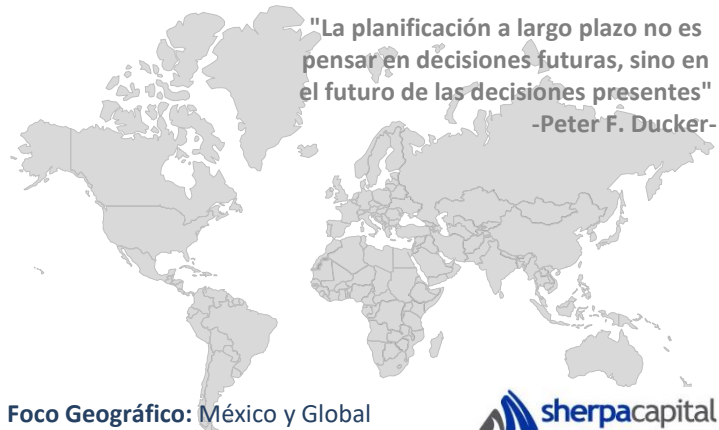 "La planificación a largo plazo no es
pensar en decisiones futuras, sino en
el futuro de las decisiones presentes"
-Peter F. Ducker-
Foco Geográfico: México y Global
sherpacapital